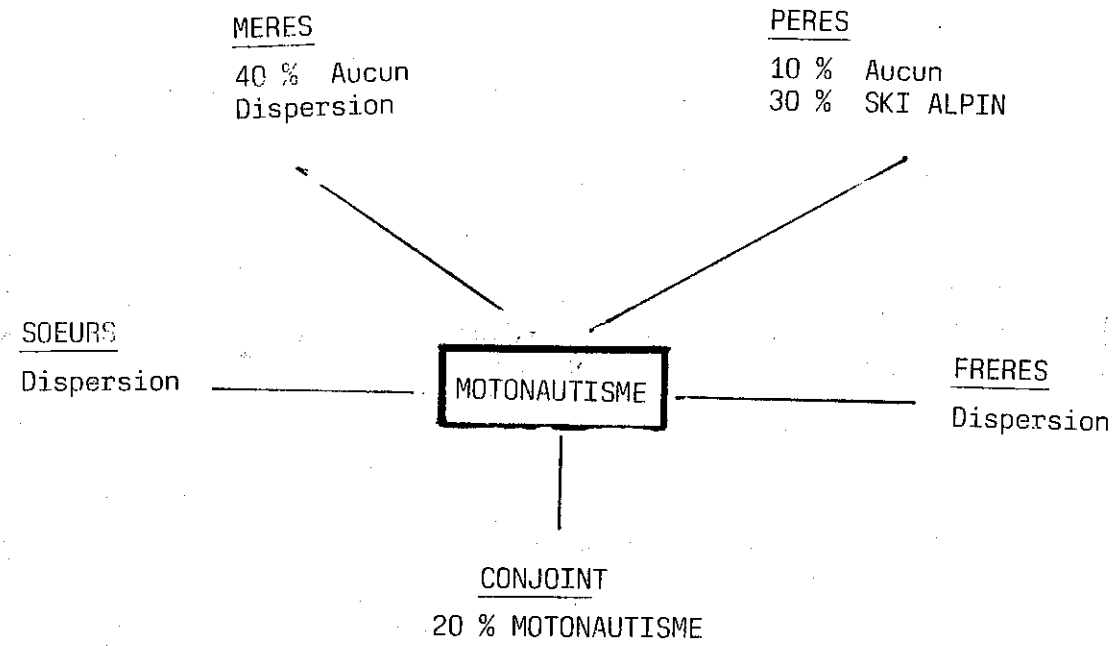 MERES
40 % Aucun
Dispersion
PERES
10 % Aucun
30 % SKI ALPIN
SOEURS
Dispersion
MOTONAUTISME
FRERES
Dispersion
CONJOINT
20 % MOTONAUTISME